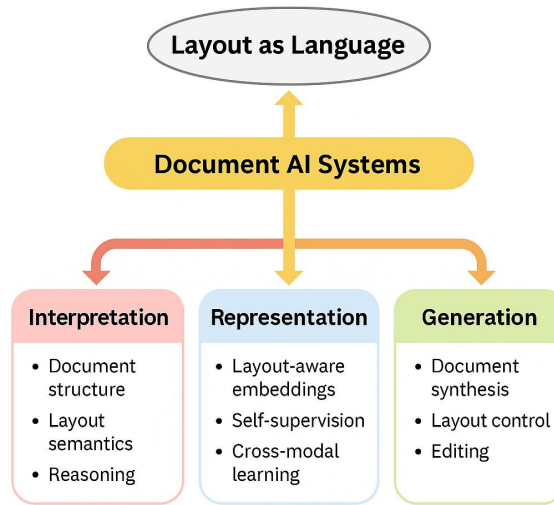 Layout as Language
Document AI Systems
Interpretation
• Document
structure
• Layout
semantics
• Reasoning
Representation
• Layout-aware
embeddings
• Self-supervision
• Cross-modal
learning
Generation
• Document
synthesis
• Layout control
• Editing